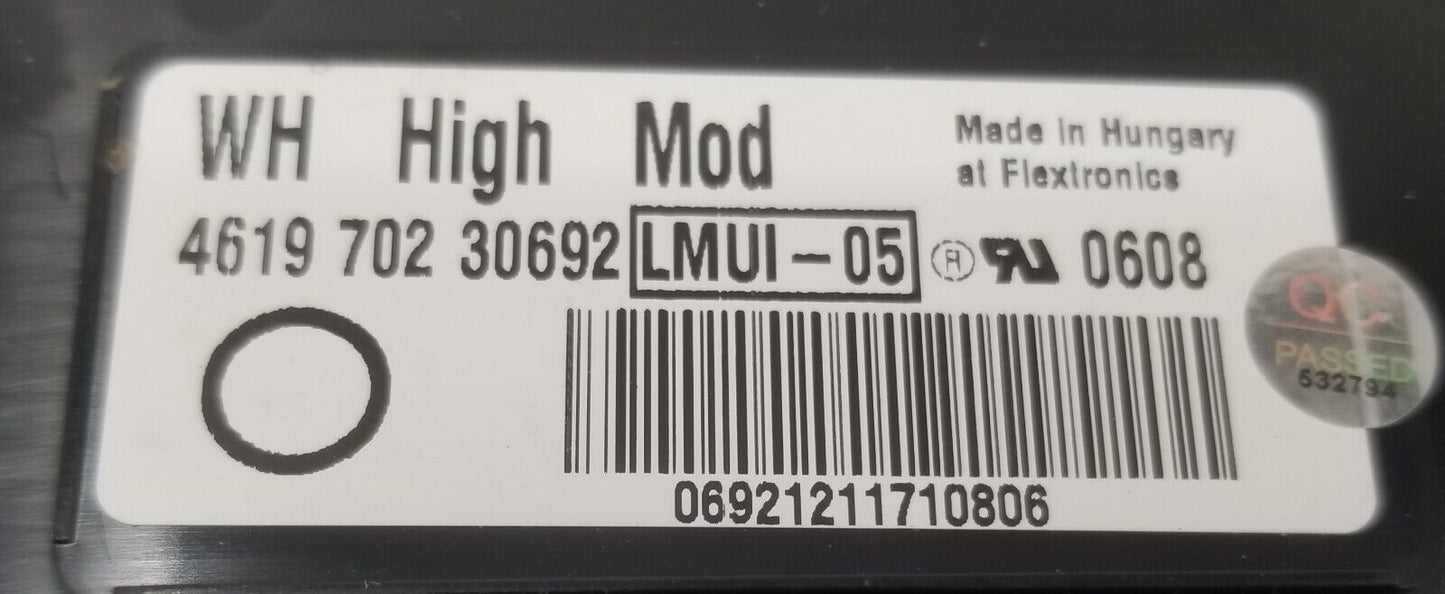 WH High Mod
Made in Hungary
at Flextronics
4619 702 30692 LMUI-05 R 0608
QC
PASSED
532794
06921211710806